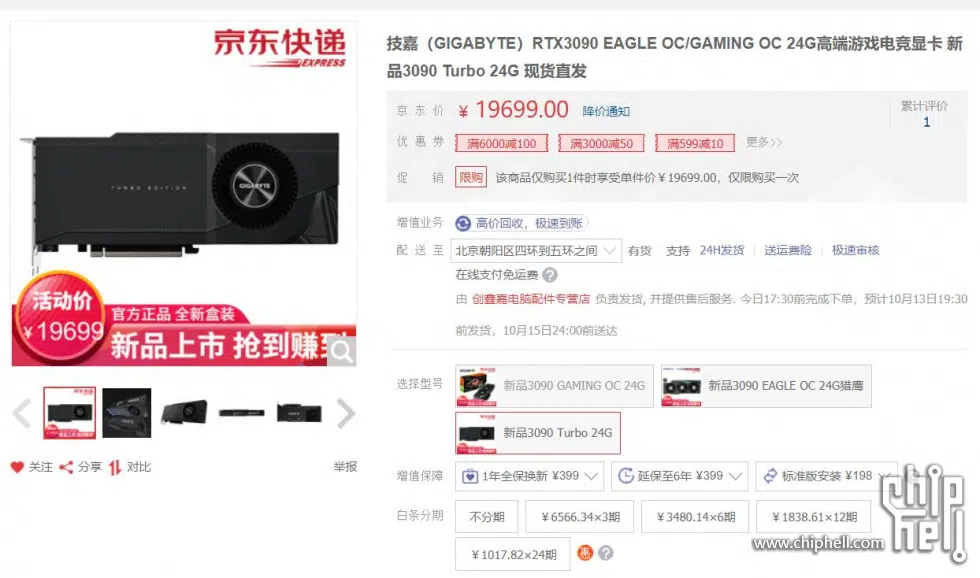 京东快递
EXPRESS
TURBO EDITION
GIGABYTE
活动价
¥19699
官方正品 全新盒装
新品上市 抢到赚到
关注
分享
对比
举报
技嘉（GIGABYTE）RTX3090 EAGLE OC/GAMING OC 24G高端游戏电竞显卡 新
品3090 Turbo 24G 现货直发
京 东 价 ¥ 19699.00 降价通知
累计评价
1
优 惠 券 满6000减100 满3000减50 满599减10 更多>>
促 销 限购 该商品仅购买1件时享受单件价￥19699.00，仅限购买一次
增值业务 高价回收，极速到账
配 送 至 北京朝阳区四环到五环之间 有货 支持 24H发货 送运费险 极速审核
在线支付免运费 ?
由 创鑫嘉电脑配件专营店 负责发货, 并提供售后服务. 今日17:30前完成下单，预计10月13日19:30
前发货，10月15日24:00前送达
选择型号 新品3090 GAMING OC 24G 新品3090 EAGLE OC 24G猎鹰
新品3090 Turbo 24G
增值保障 1年全保换新 ¥399 延保至6年 ¥399 标准版安装 ¥198
白条分期 不分期 ￥6566.34×3期 ￥3480.14×6期 ￥1838.61×12期
￥1017.82×24期 惠 ?
chip
hell
www.chiphell.com